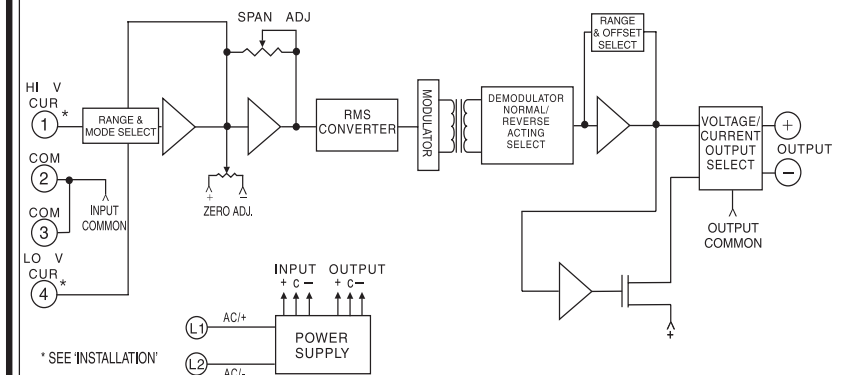 SPAN ADJ
RANGE
& OFFSET
SELECT
HI V
CUR
*
1
RANGE &
MODE SELECT
RMS
CONVERTER
MODULATOR
DEMODULATOR
NORMAL/
REVERSE
ACTING
SELECT
VOLTAGE/
CURRENT
OUTPUT
SELECT
+
OUTPUT
−
COM
2
INPUT
COMMON
COM
3
+ −
ZERO ADJ.
OUTPUT
COMMON
LO V
CUR
*
4
INPUT OUTPUT
+ C − + C −
L1
AC/+
POWER
SUPPLY
L2
AC/-
+
* SEE 'INSTALLATION'